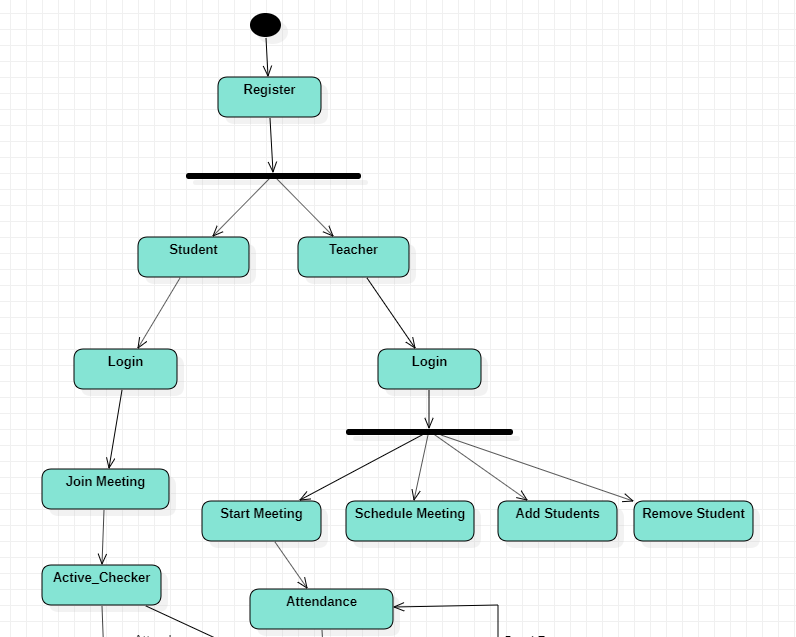 Register
Student
Teacher
Login
Login
Join Meeting
Start Meeting
Schedule Meeting
Add Students
Remove Student
Active_Checker
Attendance